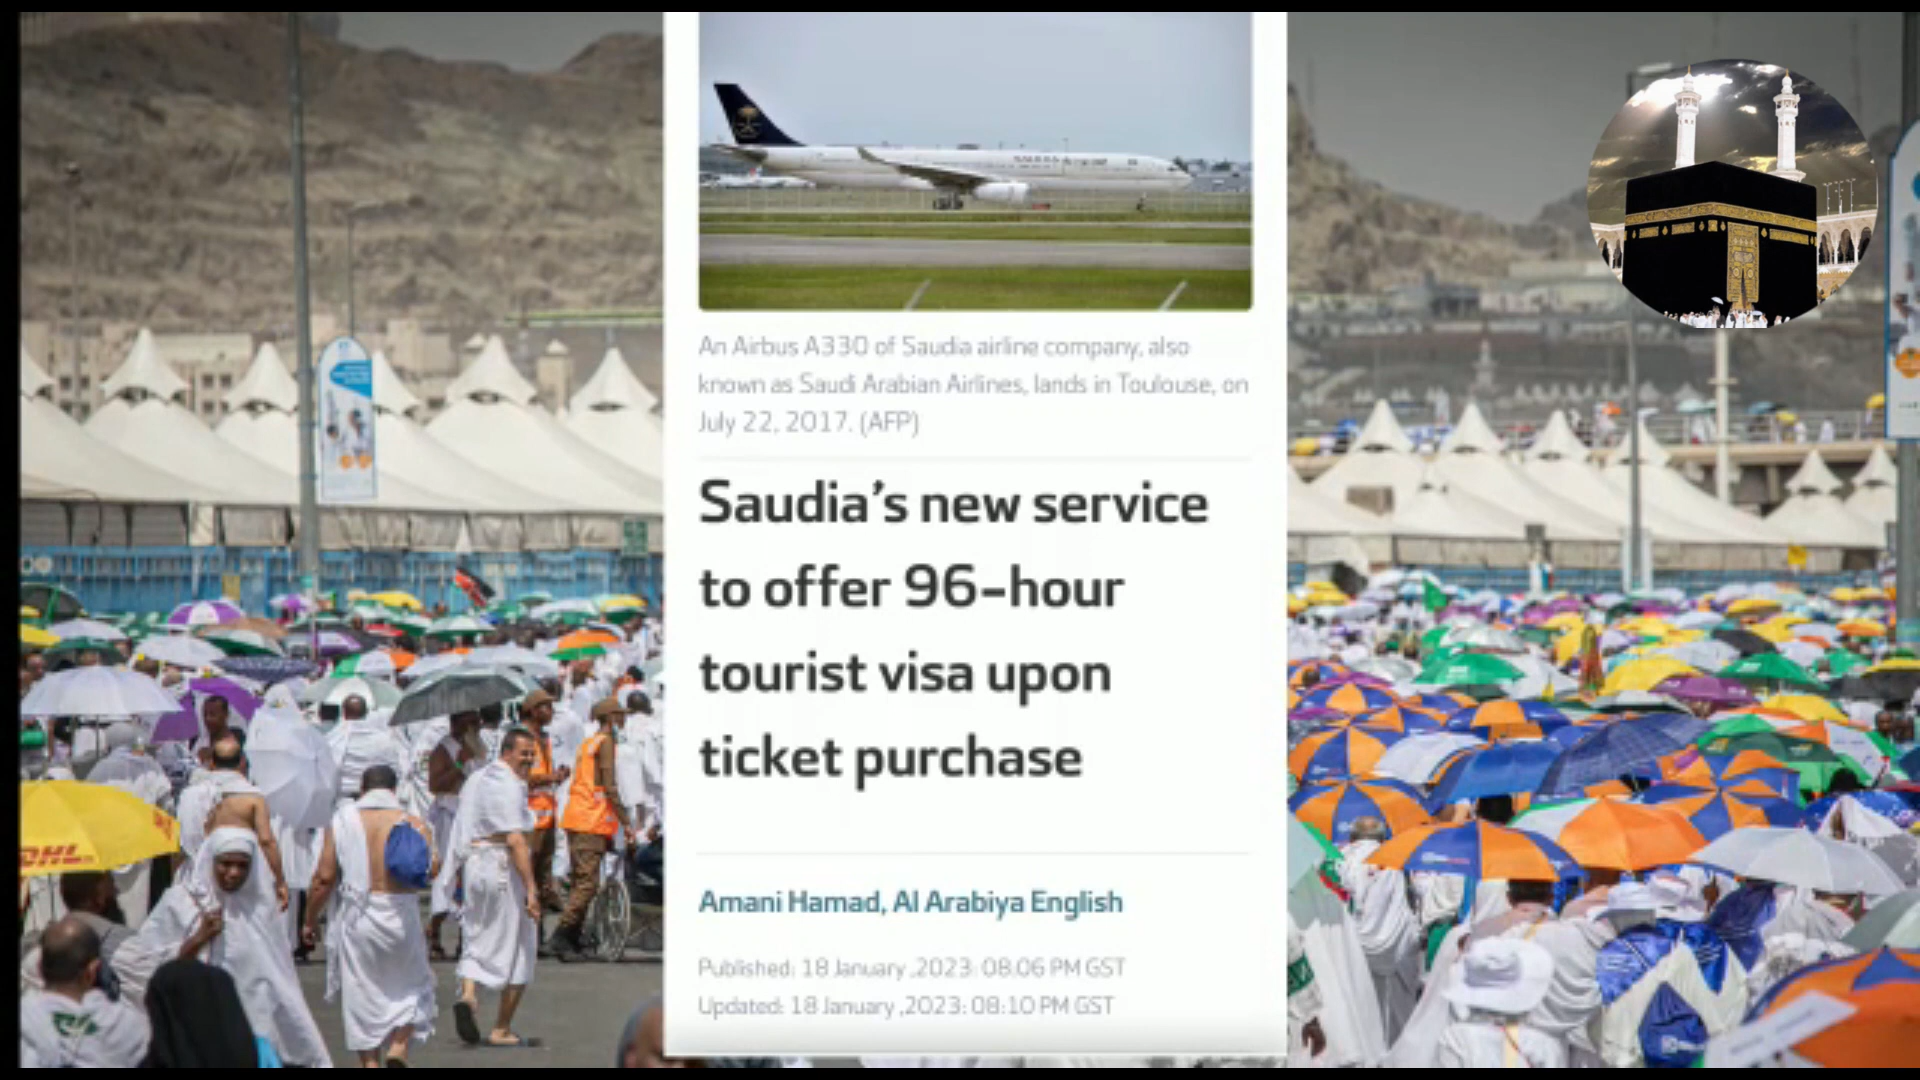 An Airbus A330 of Saudia airline company, also
known as Saudi Arabian Airlines, lands in Toulouse, on
July 22, 2017. (AFP)
Saudia's new service
to offer 96-hour
tourist visa upon
ticket purchase
Amani Hamad, Al Arabiya English
Published: 18 January ,2023: 08:06 PM GST
Updated: 18 January ,2023: 08:10 PM GST
DHL